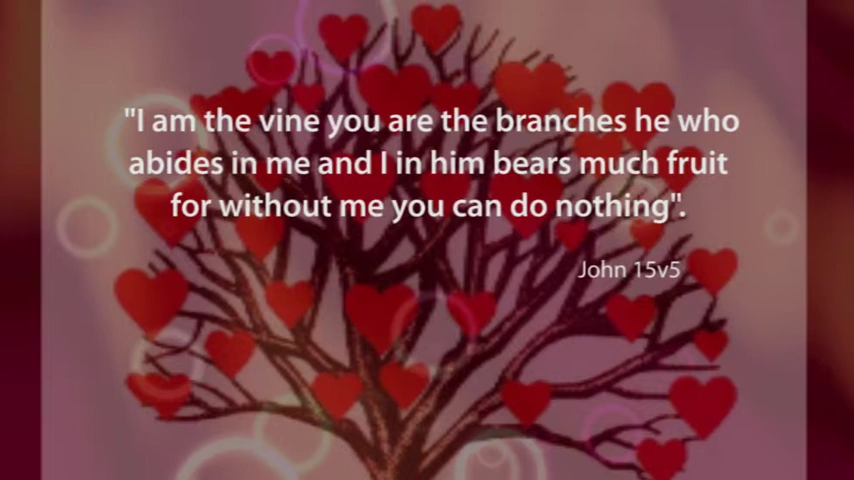 "I am the vine you are the branches he who
abides in me and I in him bears much fruit
for without me you can do nothing".
John 15v5